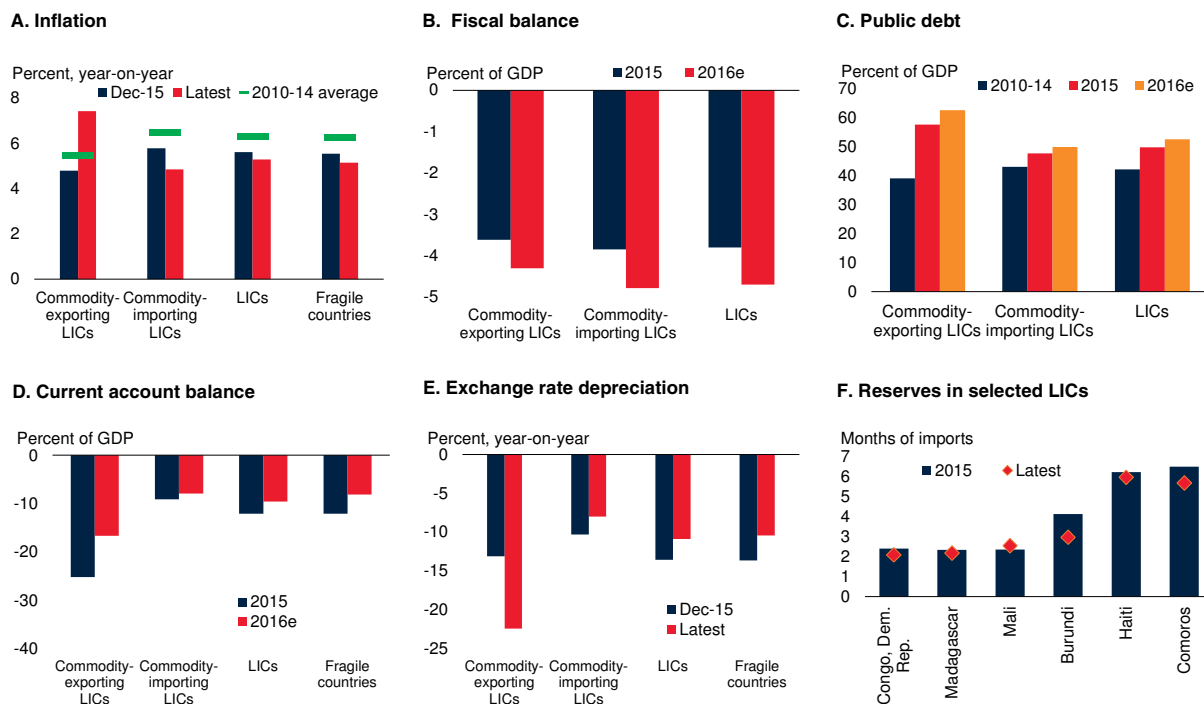 A. Inflation
Percent, year-on-year
8
6
4
2
0
Dec-15 Latest 2010-14 average
Commodity-
exporting
LICs
Commodity-
importing
LICs
LICs
Fragile
countries
B. Fiscal balance
Percent of GDP
2015 2016e
0
-1
-2
-3
-4
-5
Commodity-
exporting LICs
Commodity-
importing LICs
LICs
C. Public debt
Percent of GDP
70
60
50
40
30
20
10
0
2010-14 2015 2016e
Commodity-
exporting LICs
Commodity-
importing LICs
LICs
D. Current account balance
Percent of GDP
0
-10
-20
-30
-40
2015
2016e
Commodity-
exporting
LICs
Commodity-
importing
LICs
LICs
Fragile
countries
E. Exchange rate depreciation
Percent, year-on-year
0
-5
-10
-15
-20
-25
Dec-15
Latest
Commodity-
exporting LICs
Commodity-
importing
LICs
LICs
Fragile
countries
F. Reserves in selected LICs
Months of imports
7
6
5
4
3
2
1
0
2015 Latest
Congo, Dem.
Rep.
Madagascar
Mali
Burundi
Haiti
Comoros